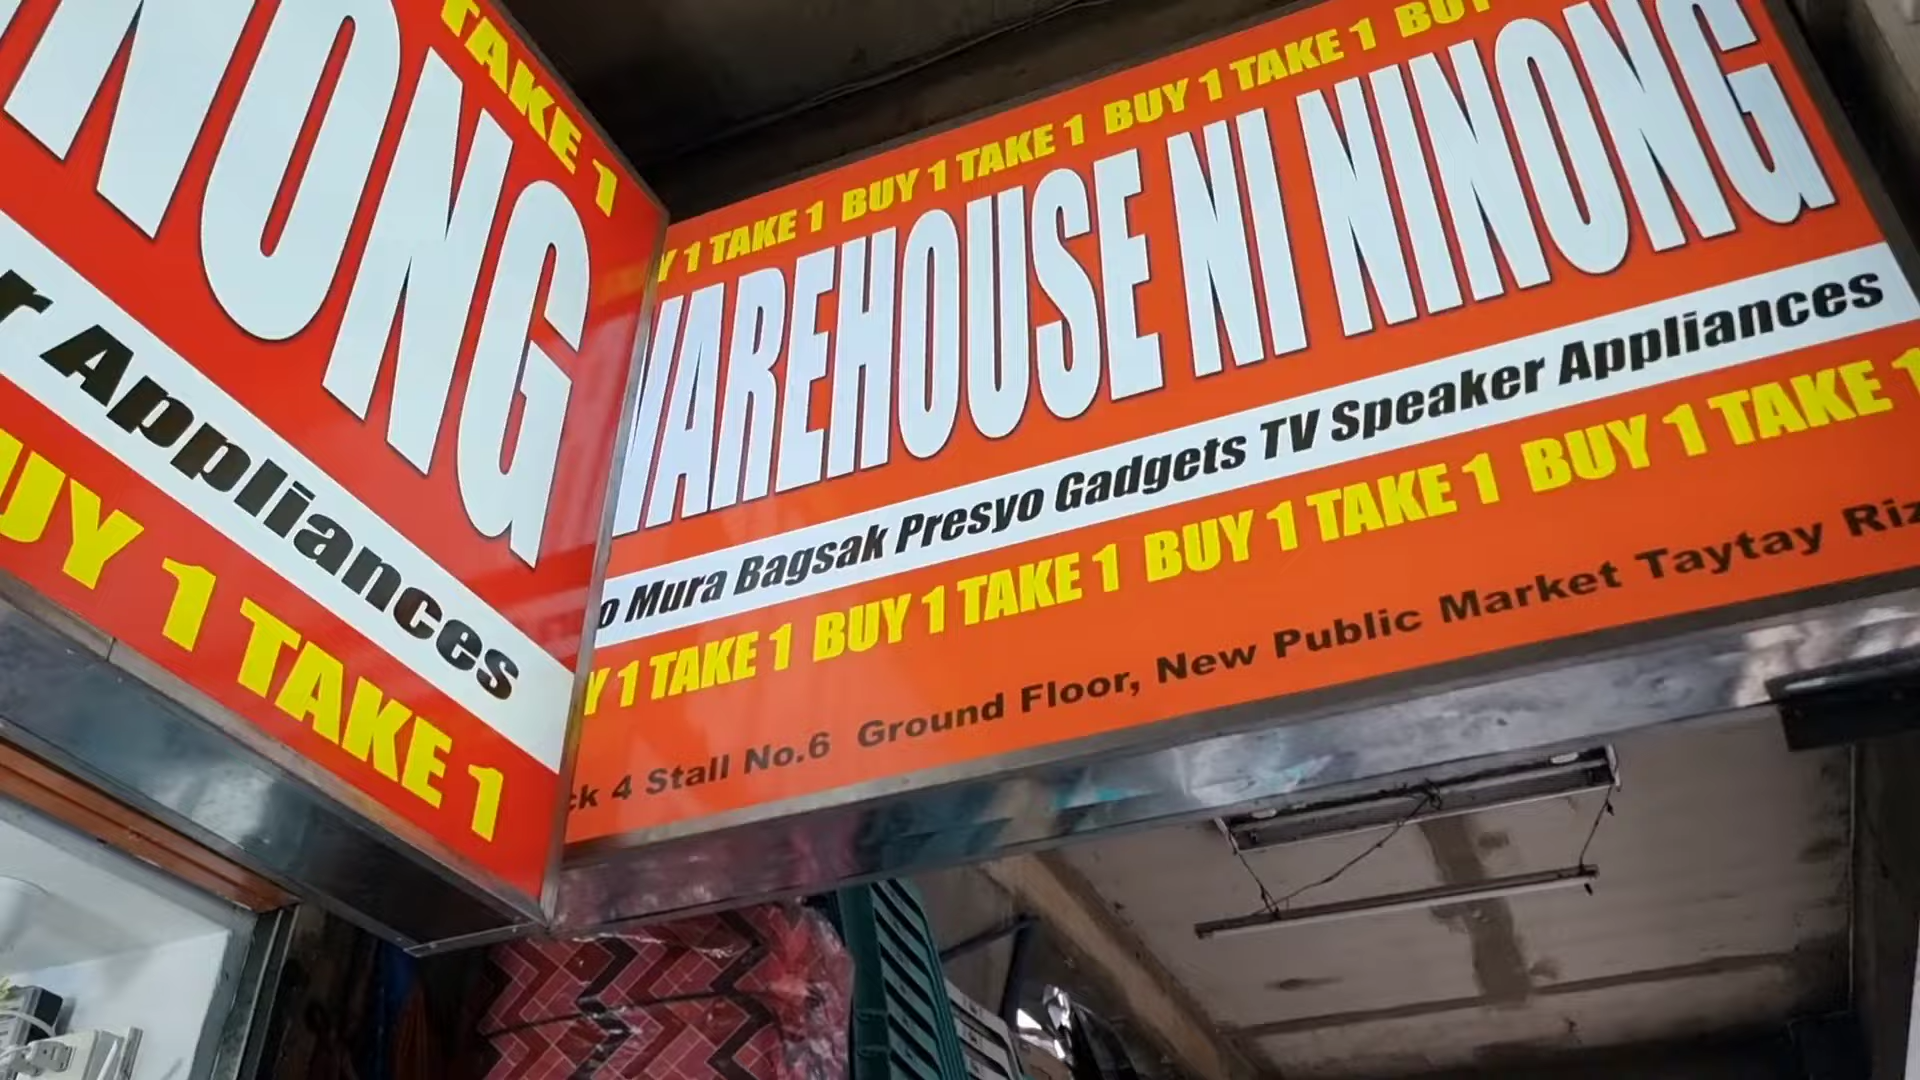 TAKE 1
NONG
r Appliances
UY 1 TAKE 1
Y 1 TAKE 1 BUY 1 TAKE 1 BUY 1 TAKE 1 BUY
WAREHOUSE NI NINONG
o Mura Bagsak Presyo Gadgets TV Speaker Appliances
Y 1 TAKE 1 BUY 1 TAKE 1 BUY 1 TAKE 1 BUY 1 TAKE 1
ck 4 Stall No.6 Ground Floor, New Public Market Taytay Riz